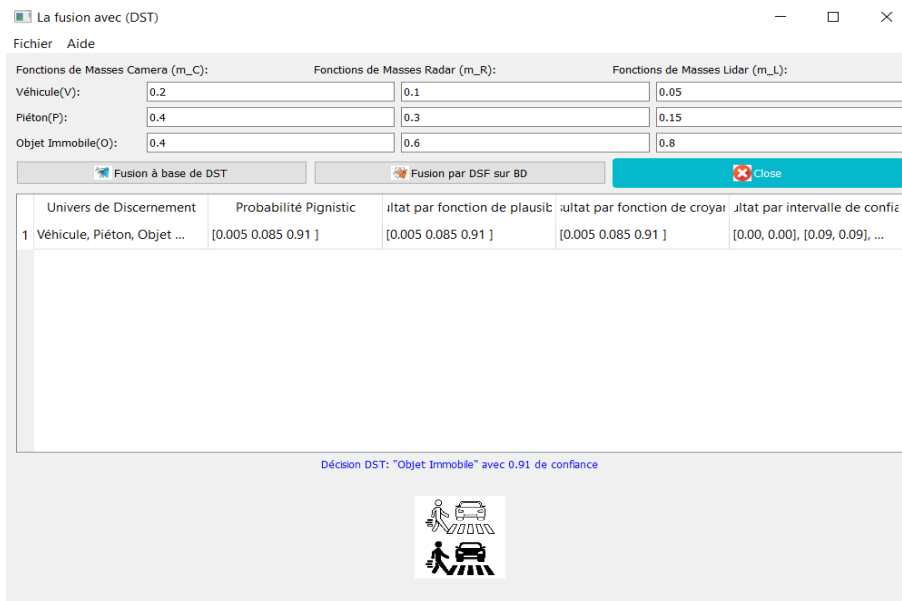 La fusion avec (DST)
Fichier Aide
Fonctions de Masses Camera (m_C): Fonctions de Masses Radar (m_R): Fonctions de Masses Lidar (m_L):
Véhicule(V): 0.2 0.1 0.05
Piéton(P): 0.4 0.3 0.15
Objet Immobile(O): 0.4 0.6 0.8
Fusion à base de DST Fusion par DSF sur BD Close
Univers de Discernement Probabilité Pignistic ultat par fonction de plausib sultat par fonction de croyar ultat par intervalle de confia
1 Véhicule, Piéton, Objet ... [0.005 0.085 0.91 ] [0.005 0.085 0.91 ] [0.005 0.085 0.91 ] [0.00, 0.00], [0.09, 0.09], ...
Décision DST: "Objet Immobile" avec 0.91 de confiance